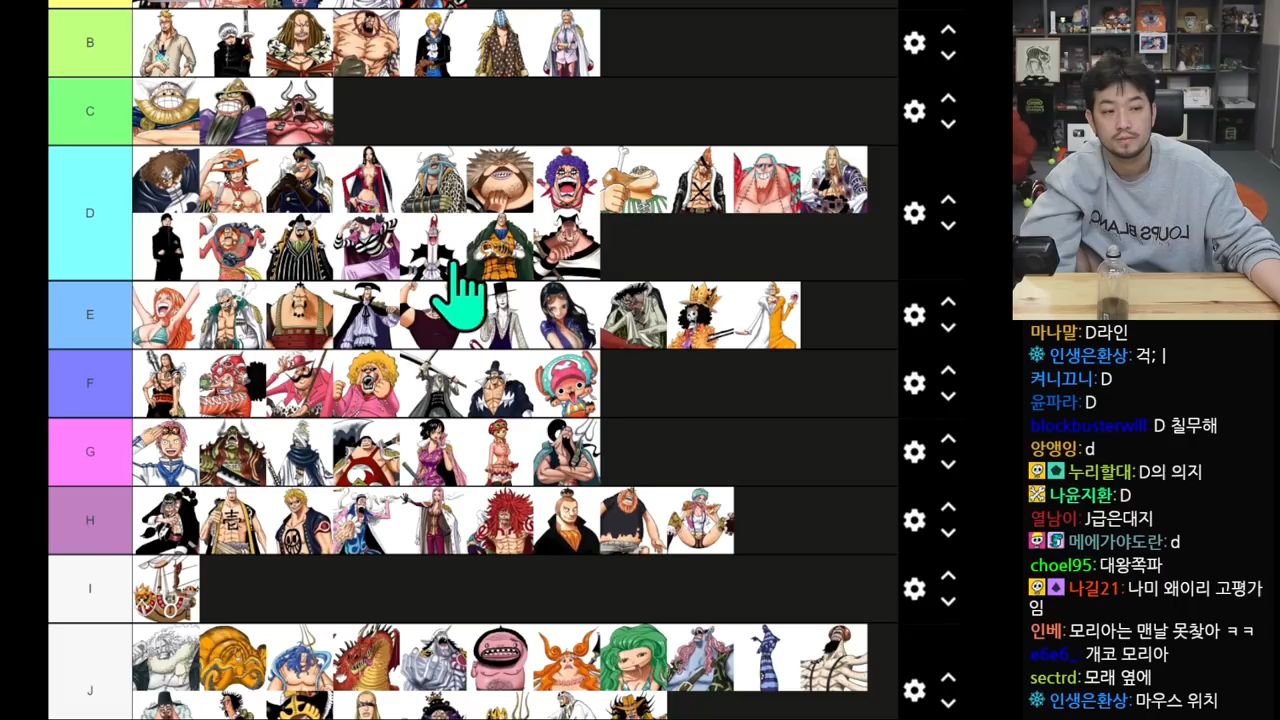 B
C
D
E
F
G
H
I
J
LOUPS BLANC
마나말: D라인
인생은환상: 걱; |
켜니끄니: D
윤파라: D
blockbusterwill: D 칠무해
앙앵잉: d
누리할대: D의 의지
나윤지환: D
열남이: J급은대지
메에가야도란: d
choel95: 대왕쪽파
나길21: 나미 왜이리 고평가
임
인베: 모리아는 맨날 못찾아 ㅋㅋ
e6e6_: 개코 모리아
sectrd: 모래 옆에
인생은환상: 마우스 위치